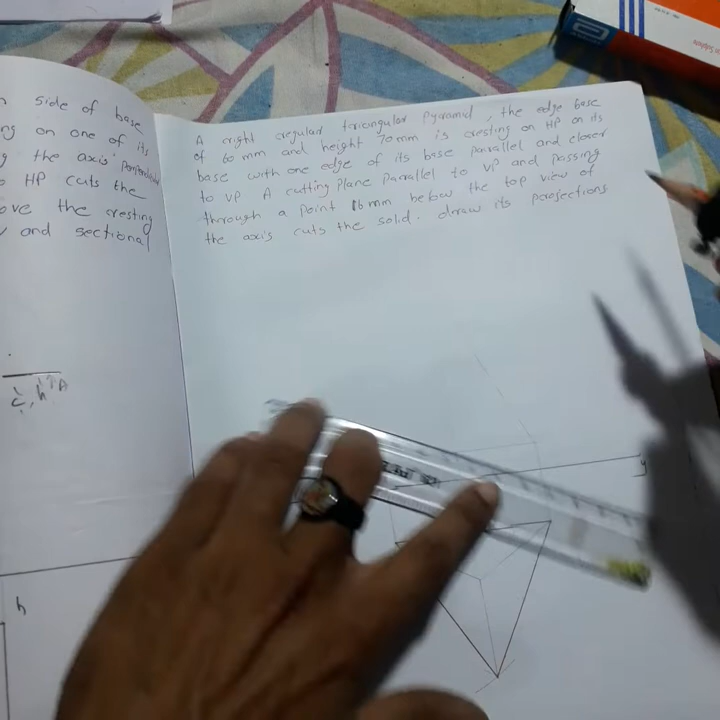 side of base
ng on one of its
the axis perpendicular
HP cuts the
ove the resting
and sectional
A right regular triangular Pyramid, the edge base
of 60 mm and height 70 mm is resting on HP on its
base with one edge of its base parallel and closer
to VP A cutting Plane Parallel to VP and passing
through a Point 16 mm below the top view of
the axis cuts the solid. draw its projections
y
h